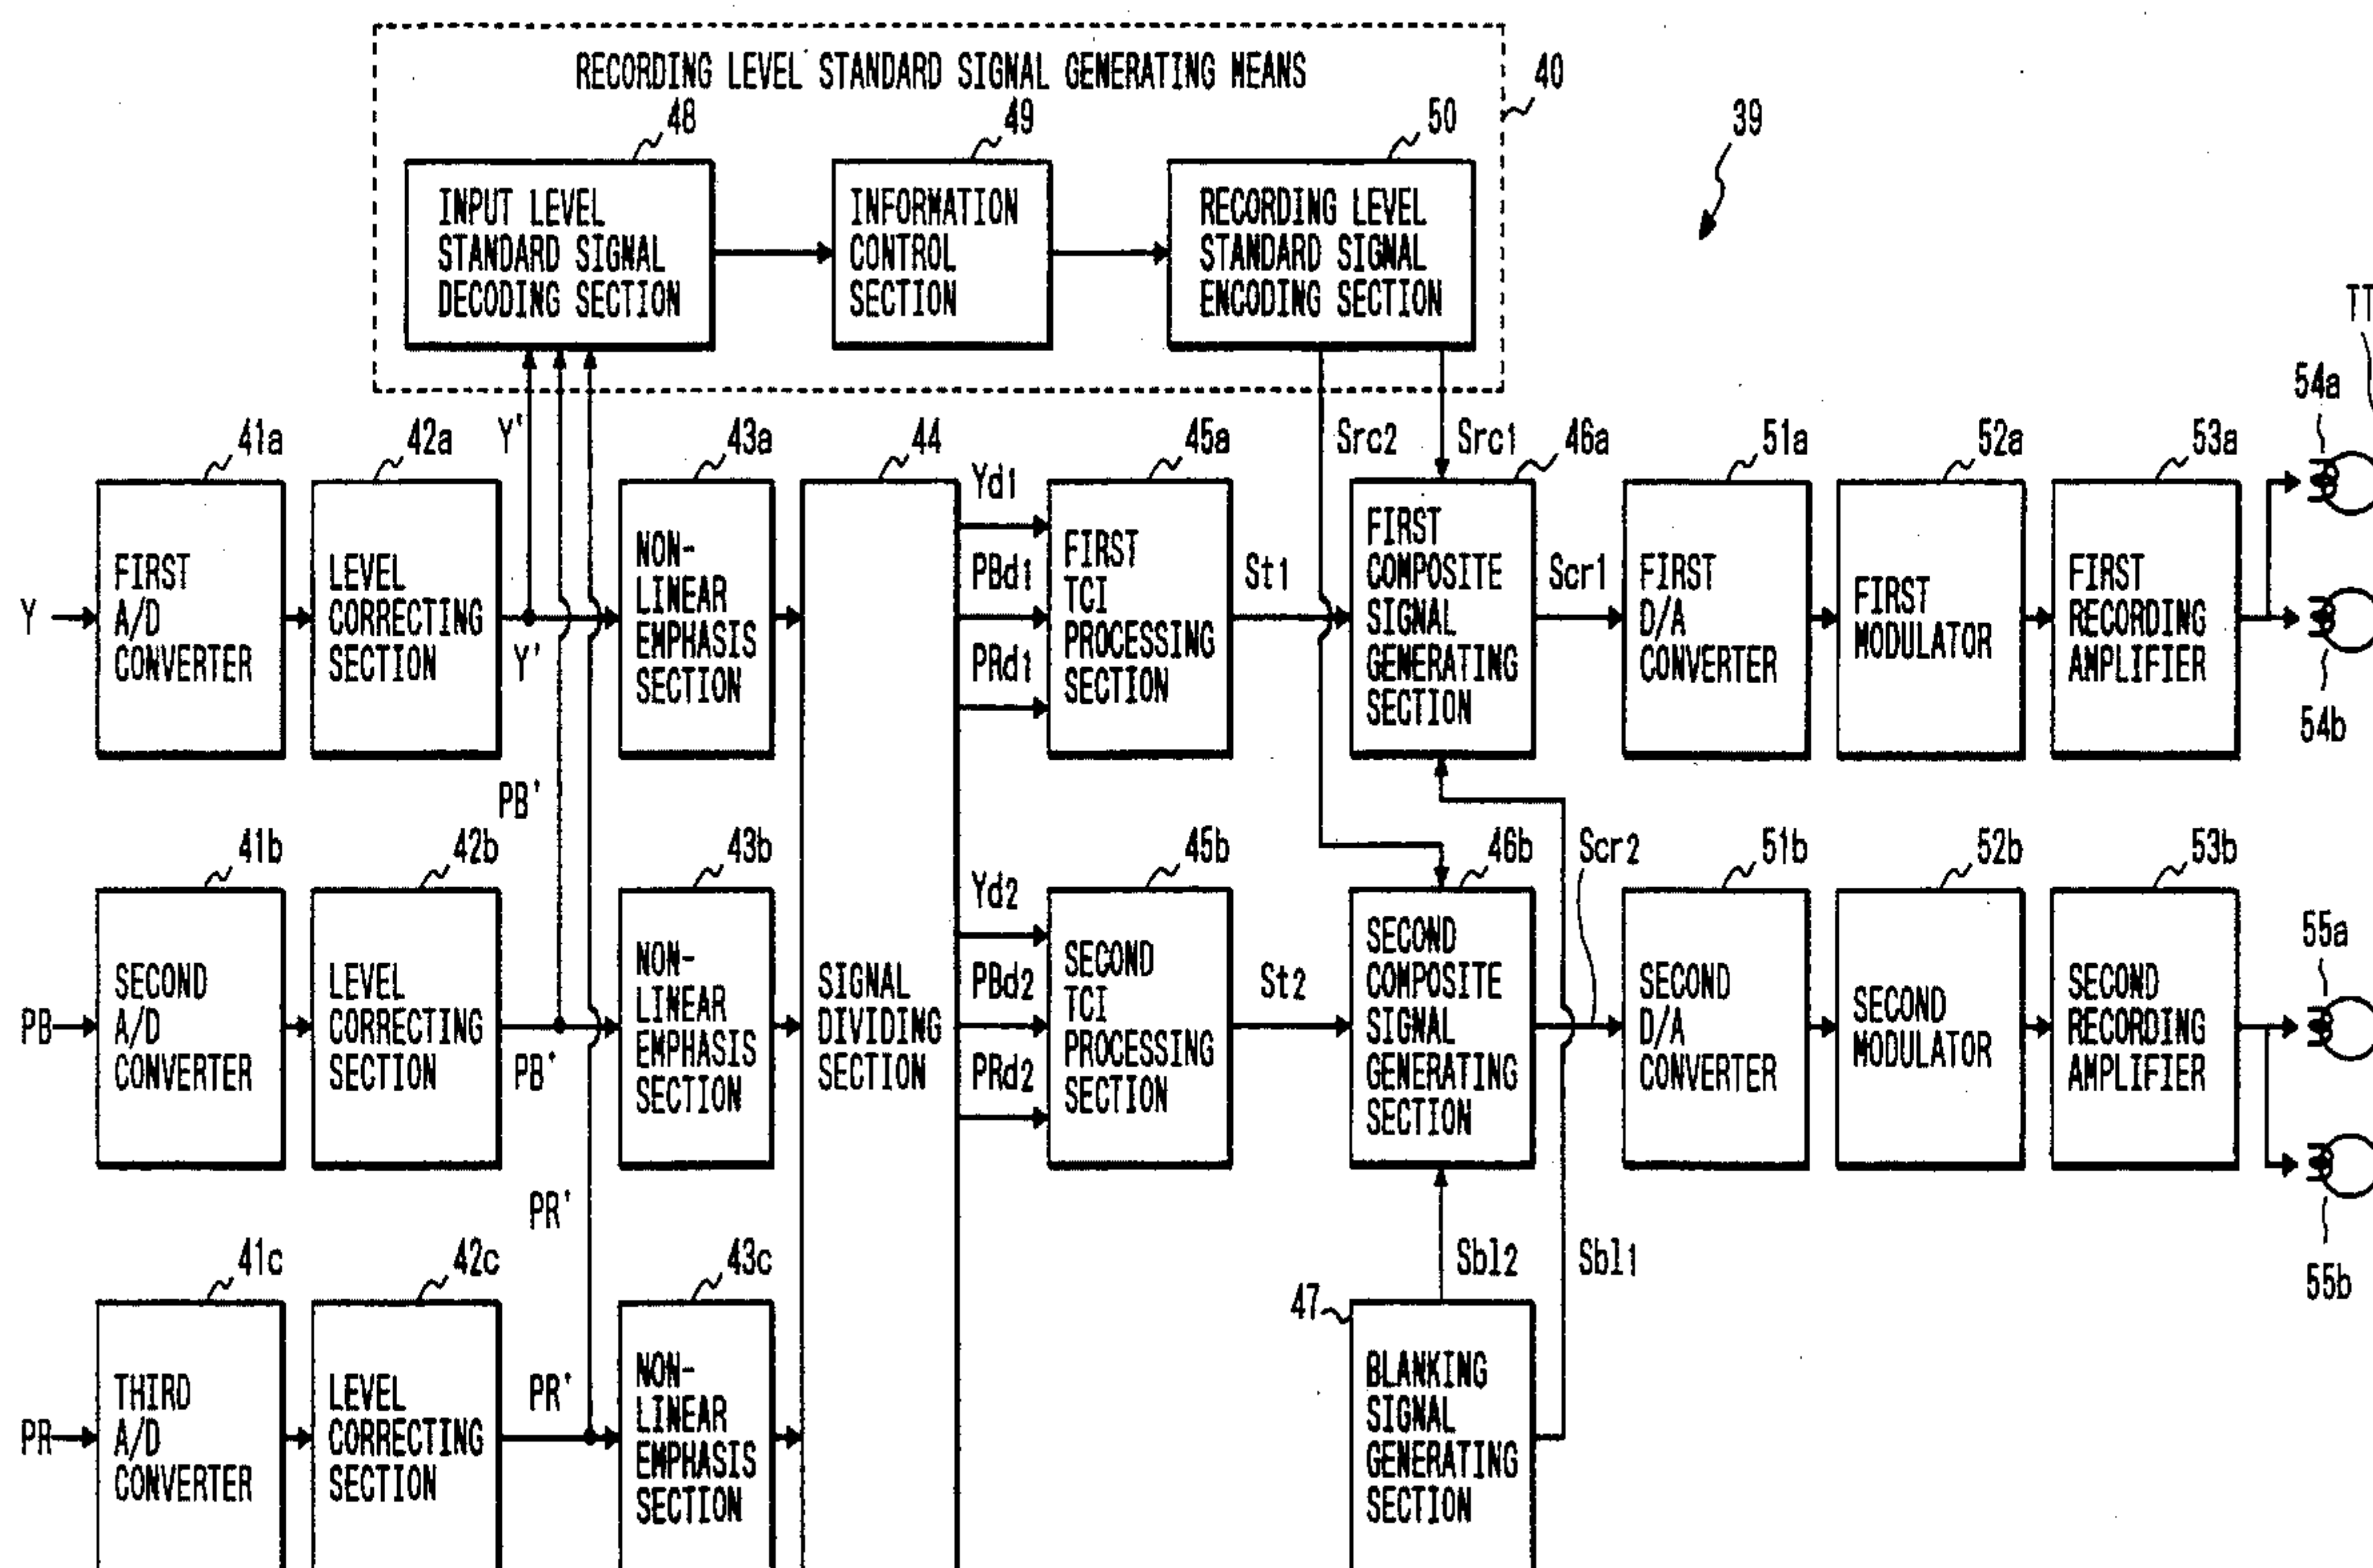 RECORDING LEVEL STANDARD SIGNAL GENERATING MEANS
40
39
48
49
50
INPUT LEVEL
STANDARD SIGNAL
DECODING SECTION
INFORMATION
CONTROL
SECTION
RECORDING LEVEL
STANDARD SIGNAL
ENCODING SECTION
TT
54a
41a
42a
Y'
43a
44
45a
Src2
Src1
46a
51a
52a
53a
Y
FIRST
A/D
CONVERTER
LEVEL
CORRECTING
SECTION
Y'
NON-
LINEAR
EMPHASIS
SECTION
Yd1
PBd1
PRd1
FIRST
TCI
PROCESSING
SECTION
St1
FIRST
COMPOSITE
SIGNAL
GENERATING
SECTION
Scr1
FIRST
D/A
CONVERTER
FIRST
MODULATOR
FIRST
RECORDING
AMPLIFIER
54b
PB'
41b
42b
43b
45b
46b
Scr2
51b
52b
53b
PB
SECOND
A/D
CONVERTER
LEVEL
CORRECTING
SECTION
PB'
NON-
LINEAR
EMPHASIS
SECTION
SIGNAL
DIVIDING
SECTION
Yd2
PBd2
PRd2
SECOND
TCI
PROCESSING
SECTION
St2
SECOND
COMPOSITE
SIGNAL
GENERATING
SECTION
SECOND
D/A
CONVERTER
SECOND
MODULATOR
SECOND
RECORDING
AMPLIFIER
55a
55b
PR'
41c
42c
43c
47
Sbl2
Sbl1
PR
THIRD
A/D
CONVERTER
LEVEL
CORRECTING
SECTION
PR'
NON-
LINEAR
EMPHASIS
SECTION
BLANKING
SIGNAL
GENERATING
SECTION